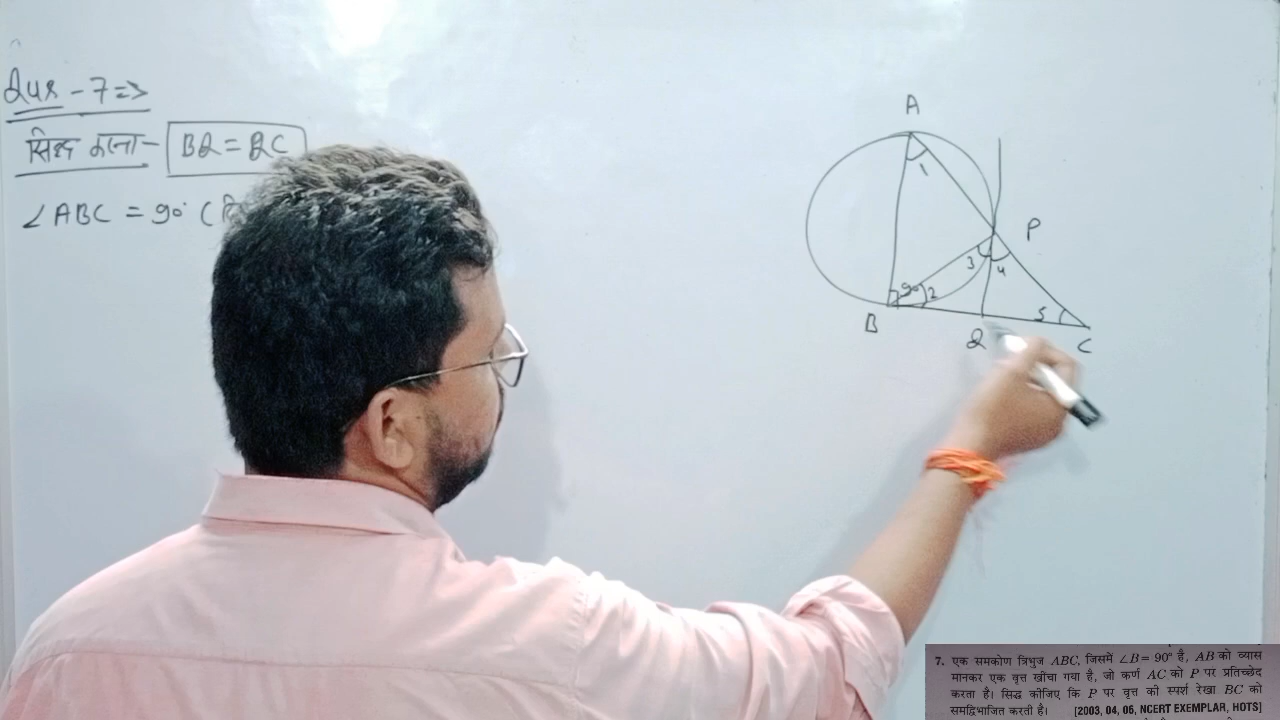 Qus - 7 =>
सिद्ध करना - BQ = QC
∠ABC = 90° (
A
1
P
3
4
90°
2
5
B
Q
C
7. एक समकोण त्रिभुज ABC, जिसमें ∠B = 90° है, AB को व्यास
मानकर एक वृत्त खींचा गया है, जो कर्ण AC को P पर प्रतिच्छेद
करता है। सिद्ध कीजिए कि P पर वृत्त की स्पर्श रेखा BC को
समद्विभाजित करती है। [2003, 04, 06, NCERT EXEMPLAR, HOTS]